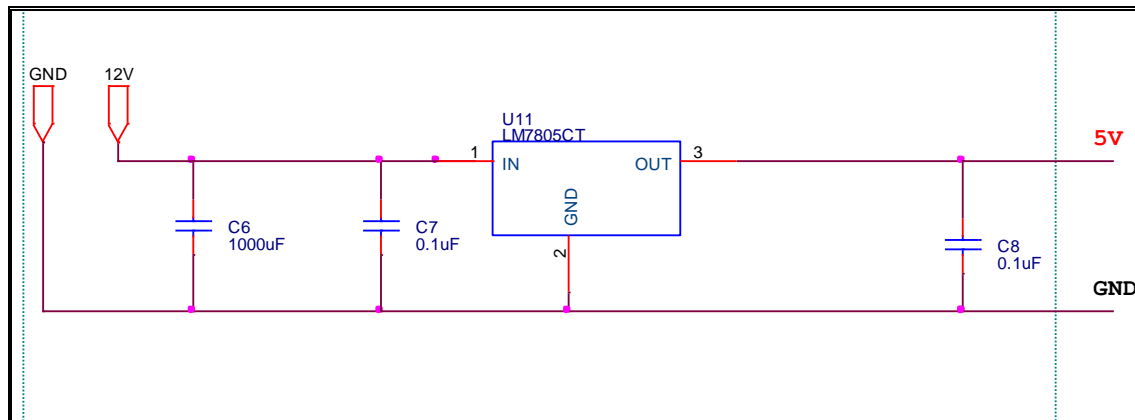 GND
12V
U11
LM7805CT
1
IN
OUT
3
GND
2
5V
C6
1000uF
C7
0.1uF
C8
0.1uF
GND